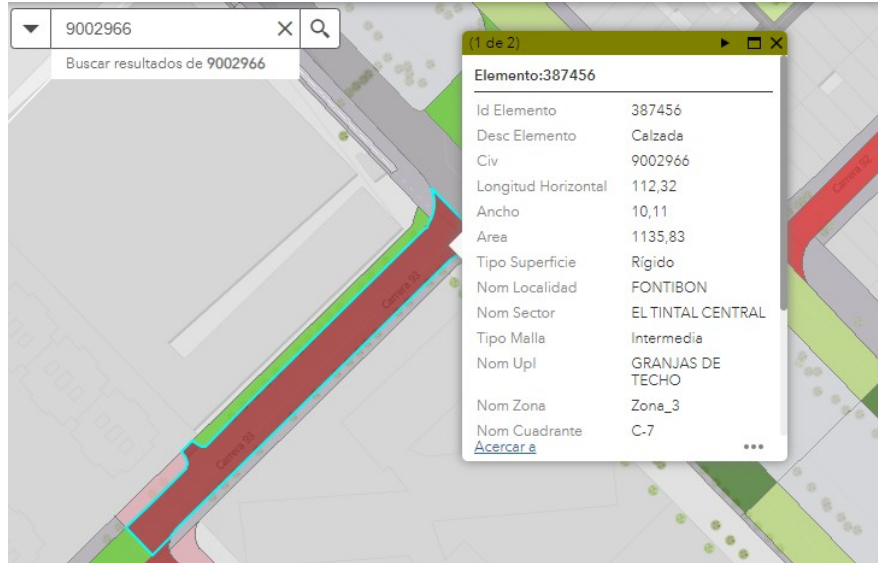 9002966
Buscar resultados de 9002966
(1 de 2)
Elemento:387456
Id Elemento 387456
Desc Elemento Calzada
Civ 9002966
Longitud Horizontal 112,32
Ancho 10,11
Area 1135,83
Tipo Superficie Rígido
Nom Localidad FONTIBON
Nom Sector EL TINTAL CENTRAL
Tipo Malla Intermedia
Nom Upl GRANJAS DE
TECHO
Nom Zona Zona_3
Nom Cuadrante C-7
Acercar a
Carrera 92
Carrera 93
Carrera 93